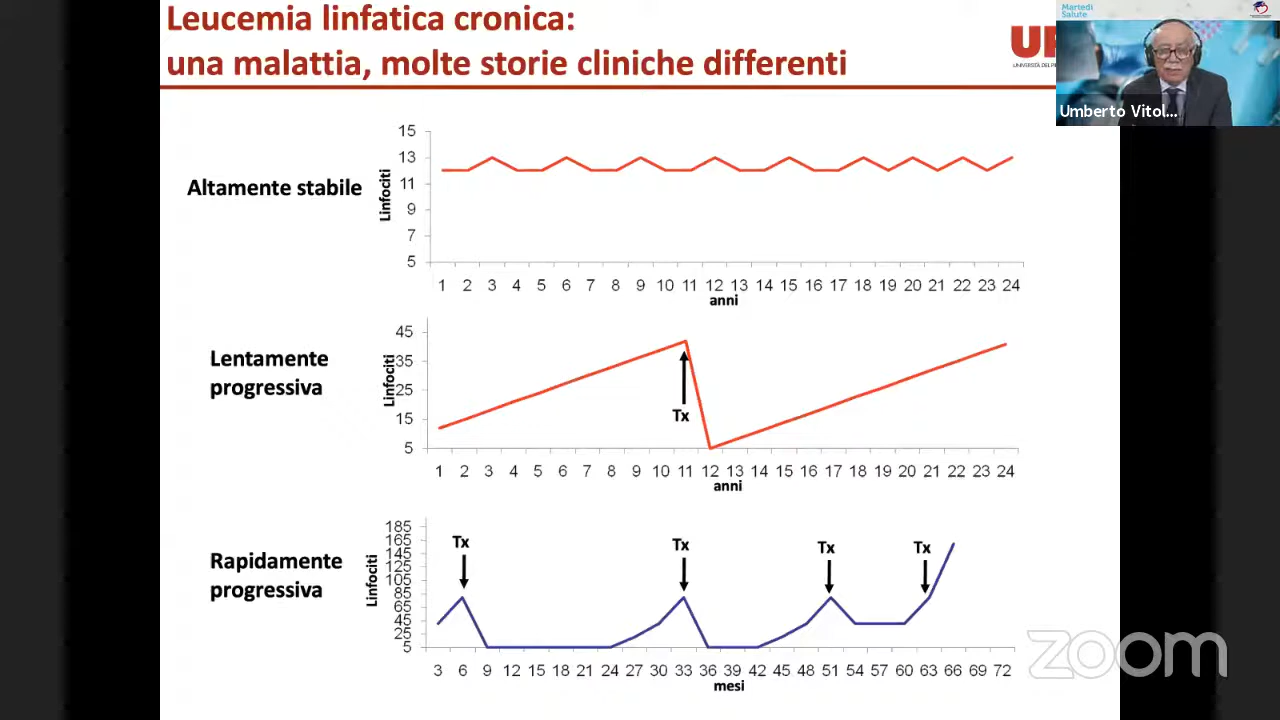 Leucemia linfatica cronica:
una malattia, molte storie cliniche differenti
UP
UNIVERSITÀ DEL PI
Martedì
Salute
Umberto Vitol...
Altamente stabile
Linfociti
15
13
11
9
7
5
1 2 3 4 5 6 7 8 9 10 11 12 13 14 15 16 17 18 19 20 21 22 23 24
anni
Lentamente
progressiva
Linfociti
45
35
25
15
5
Tx
1 2 3 4 5 6 7 8 9 10 11 12 13 14 15 16 17 18 19 20 21 22 23 24
anni
Rapidamente
progressiva
Linfociti
185
165
145
125
105
85
65
45
25
5
Tx Tx Tx Tx
3 6 9 12 15 18 21 24 27 30 33 36 39 42 45 48 51 54 57 60 63 66 69 72
mesi
zoom